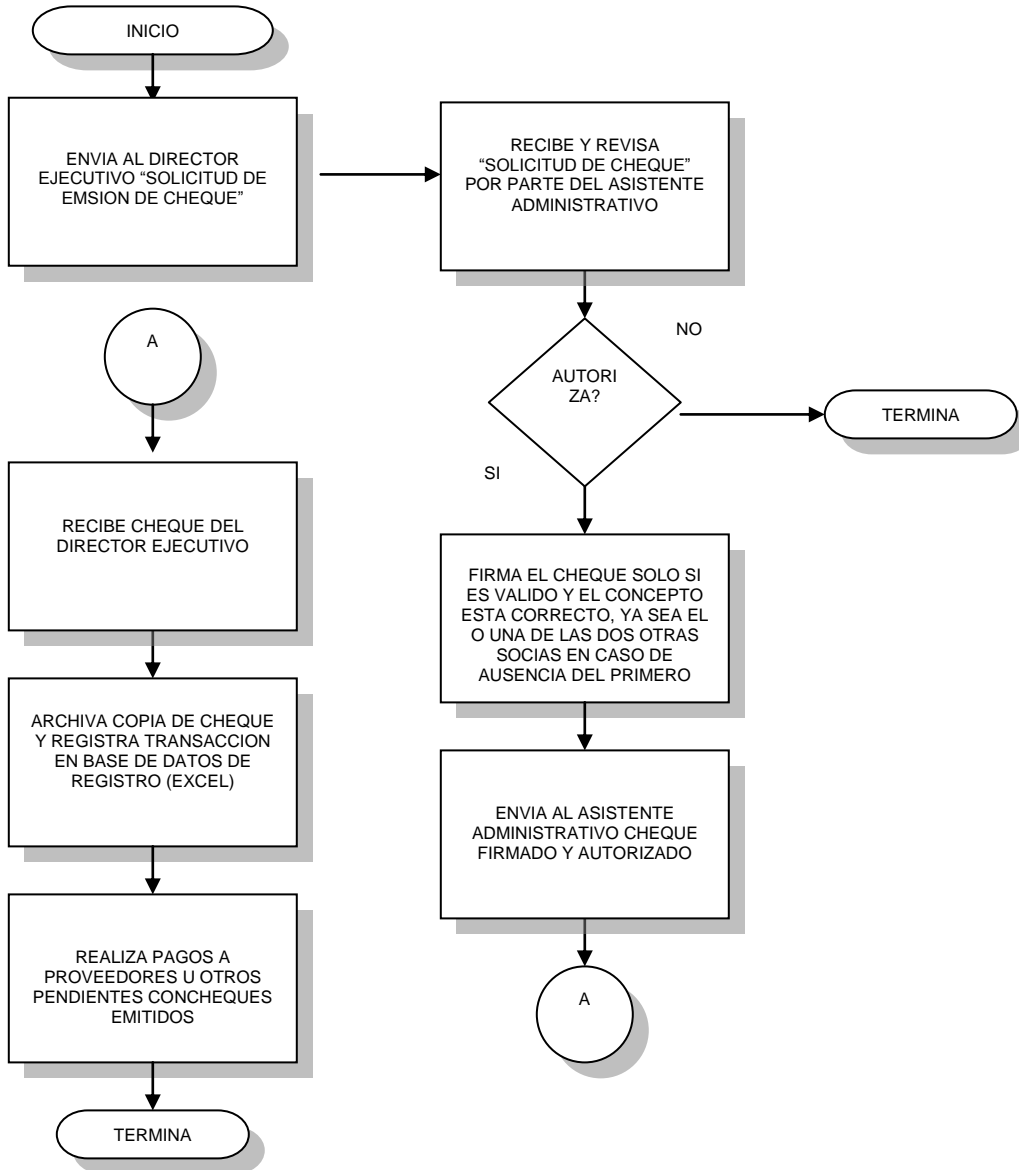 INICIO
ENVIA AL DIRECTOR
EJECUTIVO “SOLICITUD DE
EMSION DE CHEQUE”
RECIBE Y REVISA
“SOLICITUD DE CHEQUE”
POR PARTE DEL ASISTENTE
ADMINISTRATIVO
AUTORI
ZA?
NO
TERMINA
SI
FIRMA EL CHEQUE SOLO SI
ES VALIDO Y EL CONCEPTO
ESTA CORRECTO, YA SEA EL
O UNA DE LAS DOS OTRAS
SOCIAS EN CASO DE
AUSENCIA DEL PRIMERO
ENVIA AL ASISTENTE
ADMINISTRATIVO CHEQUE
FIRMADO Y AUTORIZADO
A
A
RECIBE CHEQUE DEL
DIRECTOR EJECUTIVO
ARCHIVA COPIA DE CHEQUE
Y REGISTRA TRANSACCION
EN BASE DE DATOS DE
REGISTRO (EXCEL)
REALIZA PAGOS A
PROVEEDORES U OTROS
PENDIENTES CONCHEQUES
EMITIDOS
TERMINA